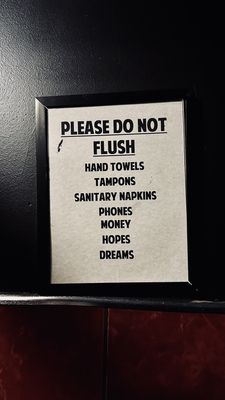 PLEASE DO NOT
FLUSH
HAND TOWELS
TAMPONS
SANITARY NAPKINS
PHONES
MONEY
HOPES
DREAMS